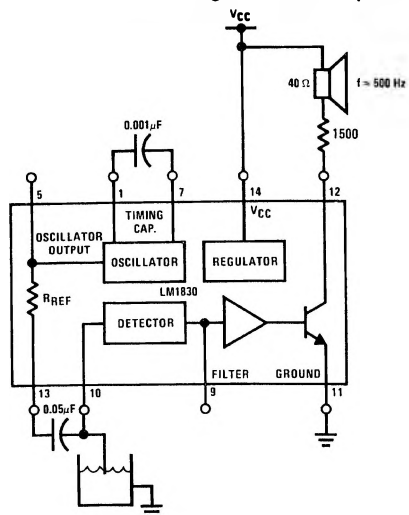 VCC
40 Ω
f ≈ 500 Hz
1500
0.001µF
5
1
7
14
12
TIMING
CAP.
VCC
OSCILLATOR
OUTPUT
OSCILLATOR
REGULATOR
LM1830
RREF
DETECTOR
FILTER
GROUND
13
10
9
11
0.05µF